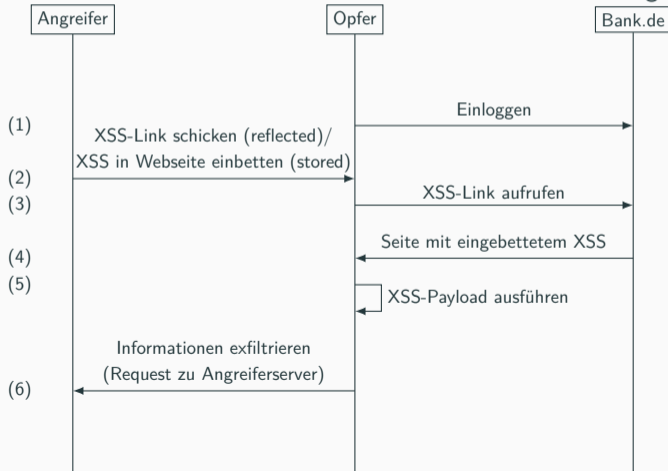 Angreifer
Opfer
Bank.de
(1)
Einloggen
XSS-Link schicken (reflected)/
XSS in Webseite einbetten (stored)
(2)
(3)
XSS-Link aufrufen
(4)
Seite mit eingebettetem XSS
(5)
XSS-Payload ausführen
Informationen exfiltrieren
(Request zu Angreiferserver)
(6)